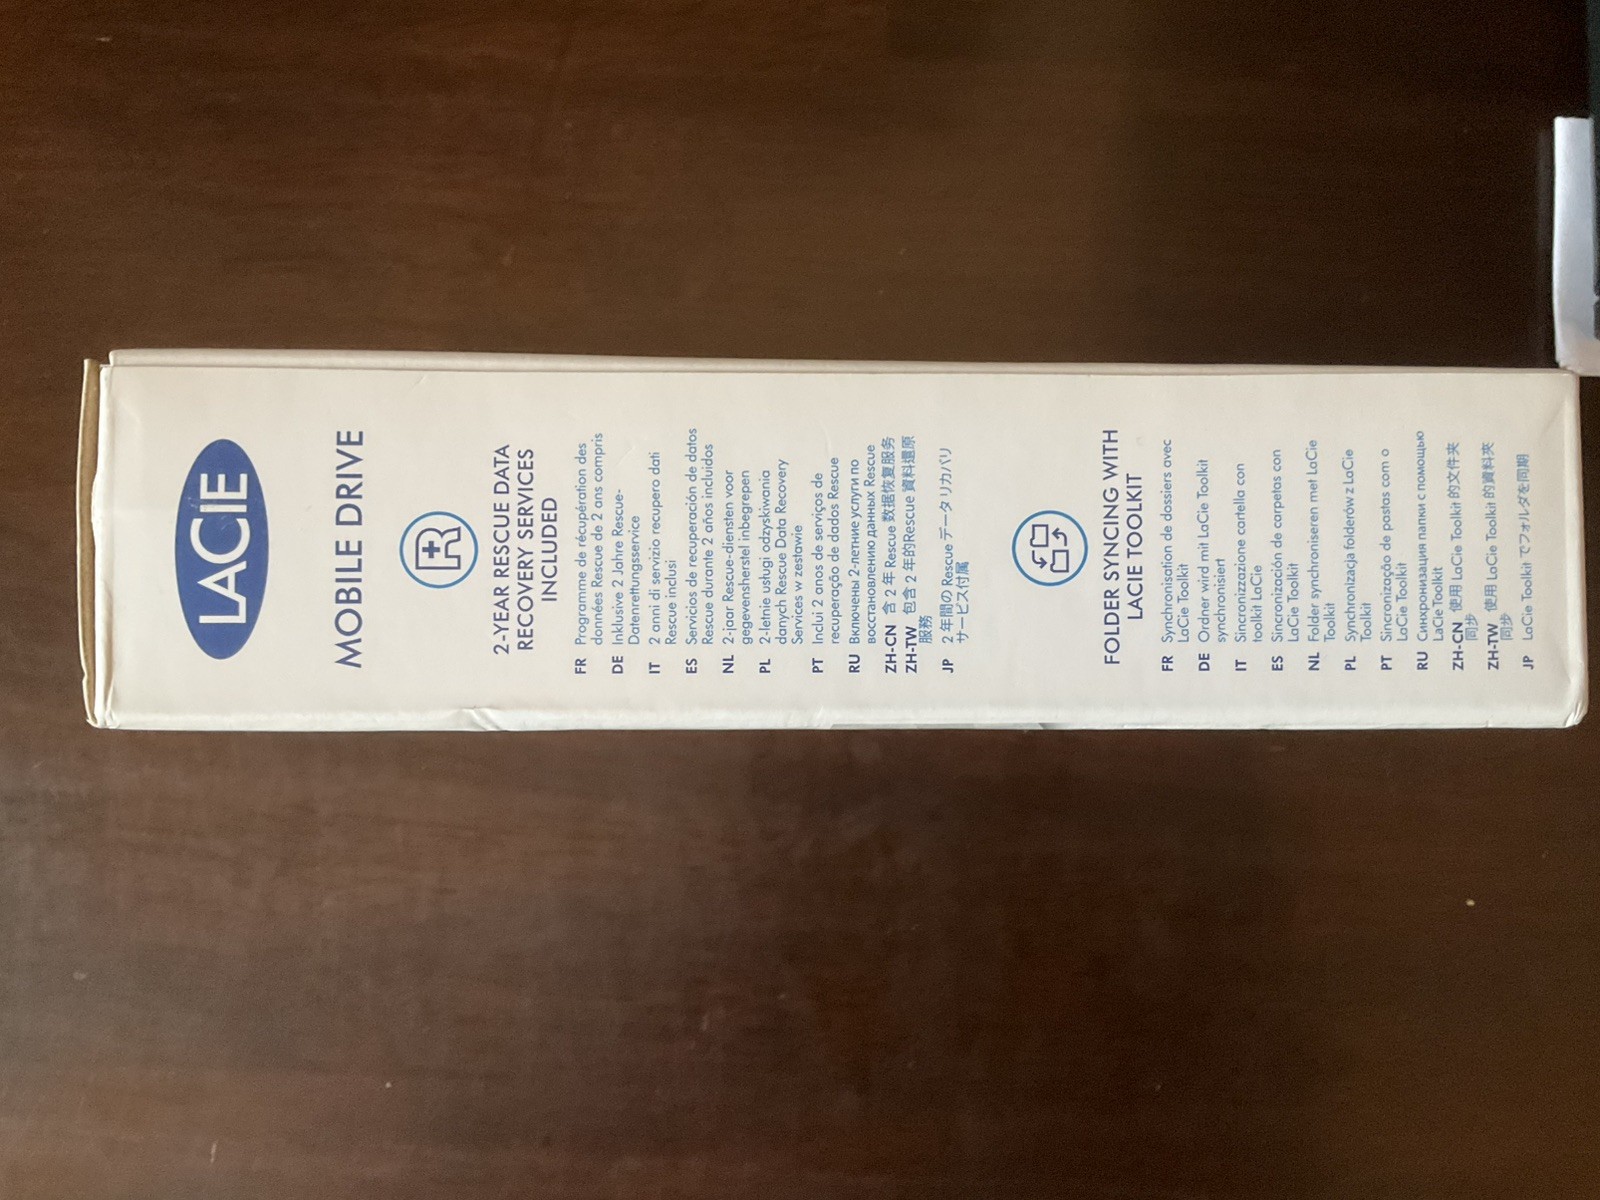 LACIE
MOBILE DRIVE
R
2-YEAR RESCUE DATA
RECOVERY SERVICES
INCLUDED
FR Programme de récupération des
données Rescue de 2 ans compris
DE Inklusive 2 Jahre Rescue-
Datenrettungsservice
IT 2 anni di servizio recupero dati
Rescue inclusi
ES Servicios de recuperación de datos
Rescue durante 2 años incluidos
NL 2-jaar Rescue-diensten voor
gegevensherstel inbegrepen
PL 2-letnie usługi odzyskiwania
danych Rescue Data Recovery
Services w zestawie
PT Inclui 2 anos de serviços de
recuperação de dados Rescue
RU Включены 2-летние услуги по
восстановлению данных Rescue
ZH-CN 含 2 年 Rescue 数据恢复服务
ZH-TW 包含 2 年的Rescue 資料還原
服務
JP 2 年間の Rescue データ リカバリ
サービス付属
FOLDER SYNCING WITH
LACIE TOOLKIT
FR Synchronisation de dossiers avec
LaCie Toolkit
DE Ordner wird mit LaCie Toolkit
synchronisiert
IT Sincronizzazione cartella con
toolkit LaCie
ES Sincronización de carpetas con
LaCie Toolkit
NL Folder synchroniseren met LaCie
Toolkit
PL Synchronizacja folderów z LaCie
Toolkit
PT Sincronização de pastas com o
LaCie Toolkit
RU Синхронизация папки с помощью
LaCie Toolkit
ZH-CN 使用 LaCie Toolkit 的文件夹
同步
ZH-TW 使用 LaCie Toolkit 的資料夾
同步
JP LaCie Toolkit でフォルダを同期